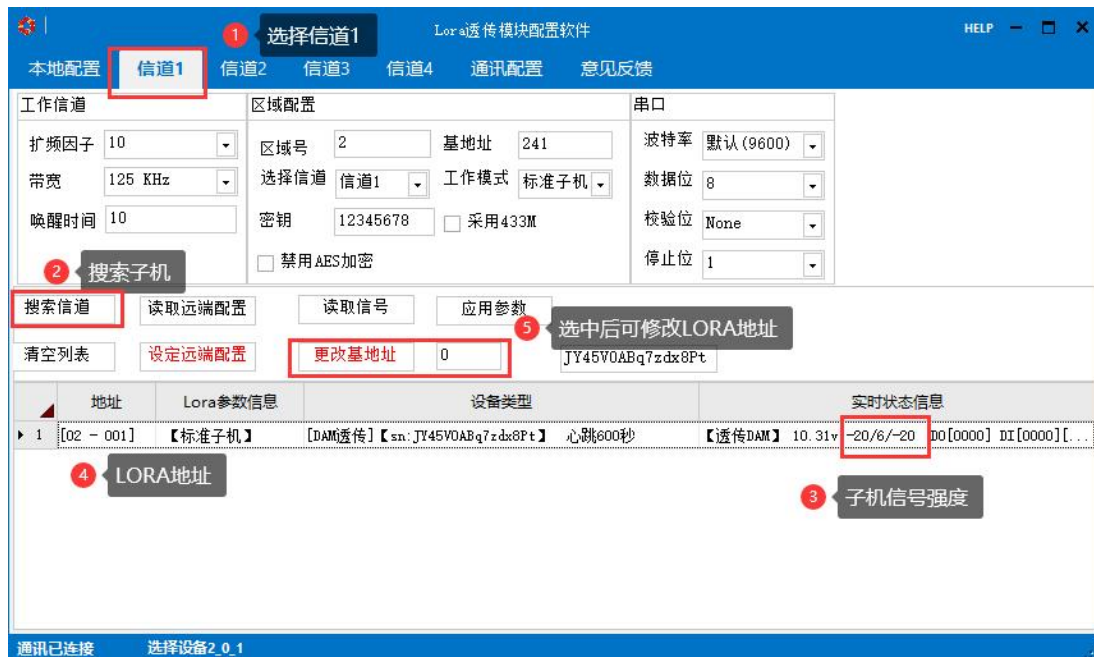 1 选择信道1
Lora透传模块配置软件
HELP
本地配置 信道1 信道2 信道3 信道4 通讯配置 意见反馈
工作信道 区域配置 串口
扩频因子 10 区域号 2 基地址 241 波特率 默认(9600)
带宽 125 KHz 选择信道 信道1 工作模式 标准子机 数据位 8
唤醒时间 10 密钥 12345678 采用433M 校验位 None
禁用AES加密 停止位 1
2 搜索子机
搜索信道 读取远端配置 读取信号 应用参数
5 选中后可修改LORA地址
清空列表 设定远端配置 更改基地址 0 JY45V0ABq7zdx8Pt
地址 Lora参数信息 设备类型 实时状态信息
1 [02 - 001] 【标准子机】 [DAM透传]【sn:JY45V0ABq7zdx8Pt】 心跳600秒 【透传DAM】 10.31v -20/6/-20 DO[0000] DI[0000][...
4 LORA地址
3 子机信号强度
通讯已连接 选择设备2_0_1